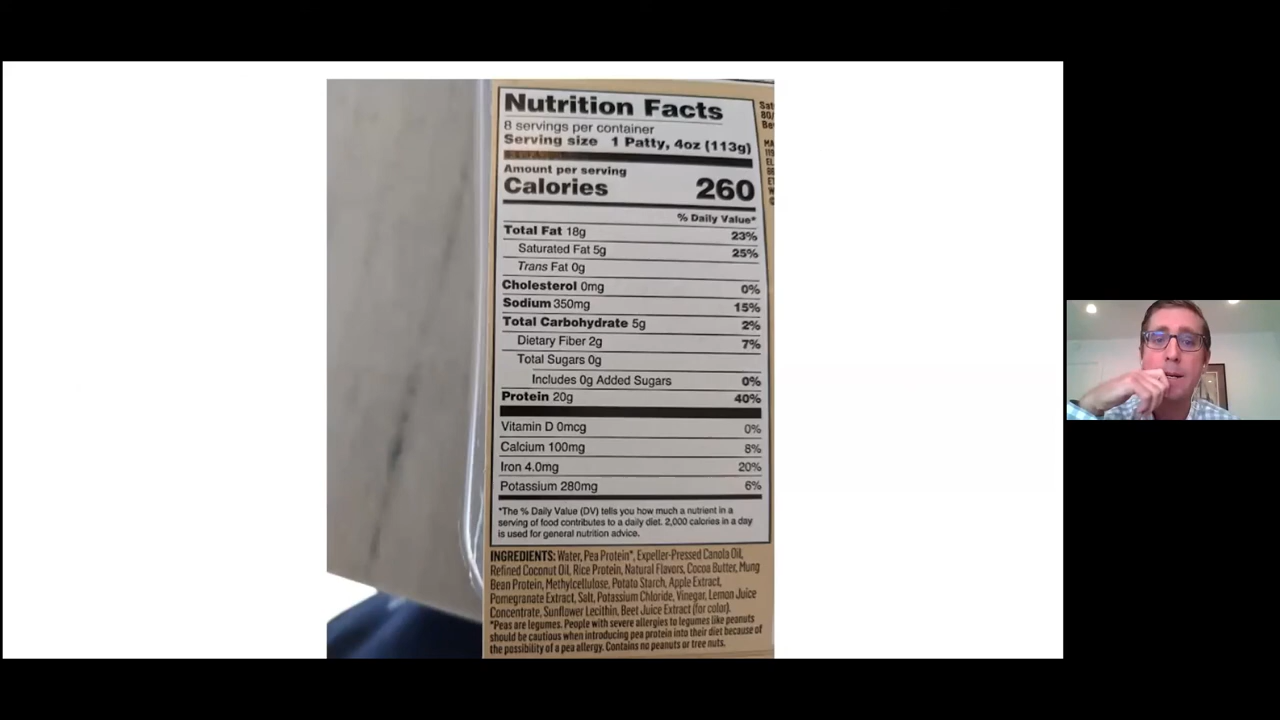 Nutrition Facts
8 servings per container
Serving size 1 Patty, 4oz (113g)
Amount per serving
Calories 260
% Daily Value*
Total Fat 18g 23%
Saturated Fat 5g 25%
Trans Fat 0g
Cholesterol 0mg 0%
Sodium 350mg 15%
Total Carbohydrate 5g 2%
Dietary Fiber 2g 7%
Total Sugars 0g
Includes 0g Added Sugars 0%
Protein 20g 40%
Vitamin D 0mcg 0%
Calcium 100mg 8%
Iron 4.0mg 20%
Potassium 280mg 6%
*The % Daily Value (DV) tells you how much a nutrient in a
serving of food contributes to a daily diet. 2,000 calories in a day
is used for general nutrition advice.
INGREDIENTS: Water, Pea Protein*, Expeller-Pressed Canola Oil,
Refined Coconut Oil, Rice Protein, Natural Flavors, Cocoa Butter, Mung
Bean Protein, Methylcellulose, Potato Starch, Apple Extract,
Pomegranate Extract, Salt, Potassium Chloride, Vinegar, Lemon Juice
Concentrate, Sunflower Lecithin, Beet Juice Extract (for color).
*Peas are legumes. People with severe allergies to legumes like peanuts
should be cautious when introducing pea protein into their diet because of
the possibility of a pea allergy. Contains no peanuts or tree nuts.